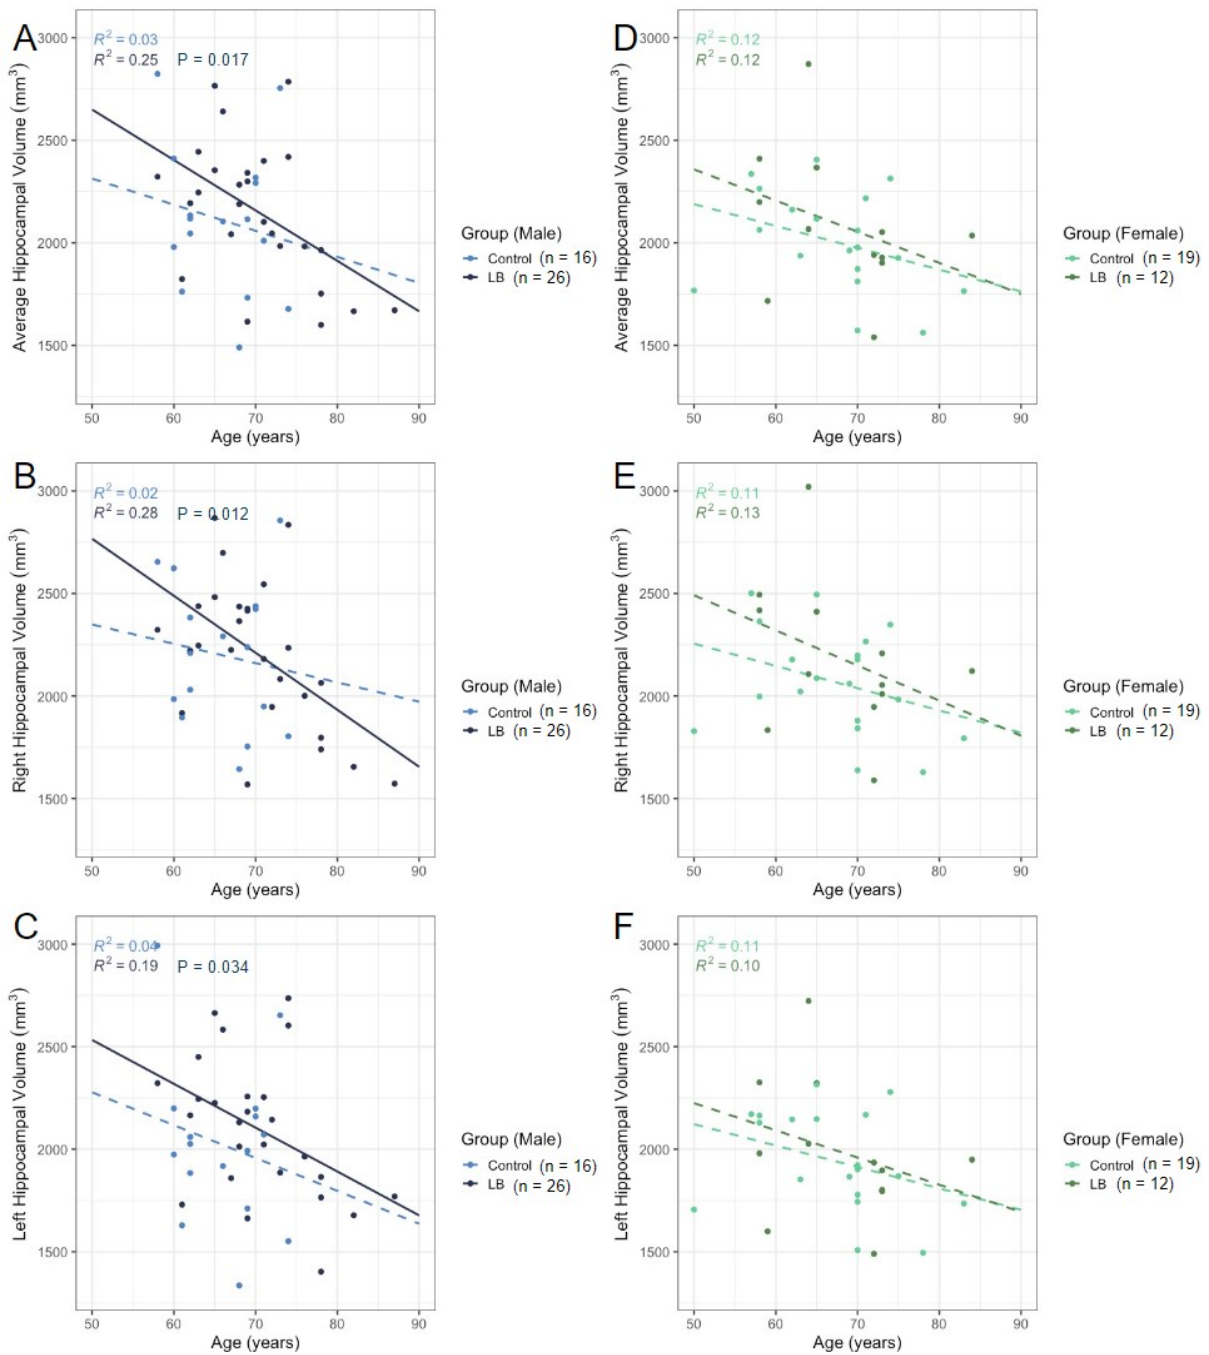 A
R² = 0.03
R² = 0.25 P = 0.017
Average Hippocampal Volume (mm³)
3000
2500
2000
1500
50 60 70 80 90
Age (years)
Group (Male)
Control (n = 16)
LB (n = 26)
D
R² = 0.12
R² = 0.12
Average Hippocampal Volume (mm³)
3000
2500
2000
1500
50 60 70 80 90
Age (years)
Group (Female)
Control (n = 19)
LB (n = 12)
B
R² = 0.02
R² = 0.28 P = 0.012
Right Hippocampal Volume (mm³)
3000
2500
2000
1500
50 60 70 80 90
Age (years)
Group (Male)
Control (n = 16)
LB (n = 26)
E
R² = 0.11
R² = 0.13
Right Hippocampal Volume (mm³)
3000
2500
2000
1500
50 60 70 80 90
Age (years)
Group (Female)
Control (n = 19)
LB (n = 12)
C
R² = 0.04
R² = 0.19 P = 0.034
Left Hippocampal Volume (mm³)
3000
2500
2000
1500
50 60 70 80 90
Age (years)
Group (Male)
Control (n = 16)
LB (n = 26)
F
R² = 0.11
R² = 0.10
Left Hippocampal Volume (mm³)
3000
2500
2000
1500
50 60 70 80 90
Age (years)
Group (Female)
Control (n = 19)
LB (n = 12)